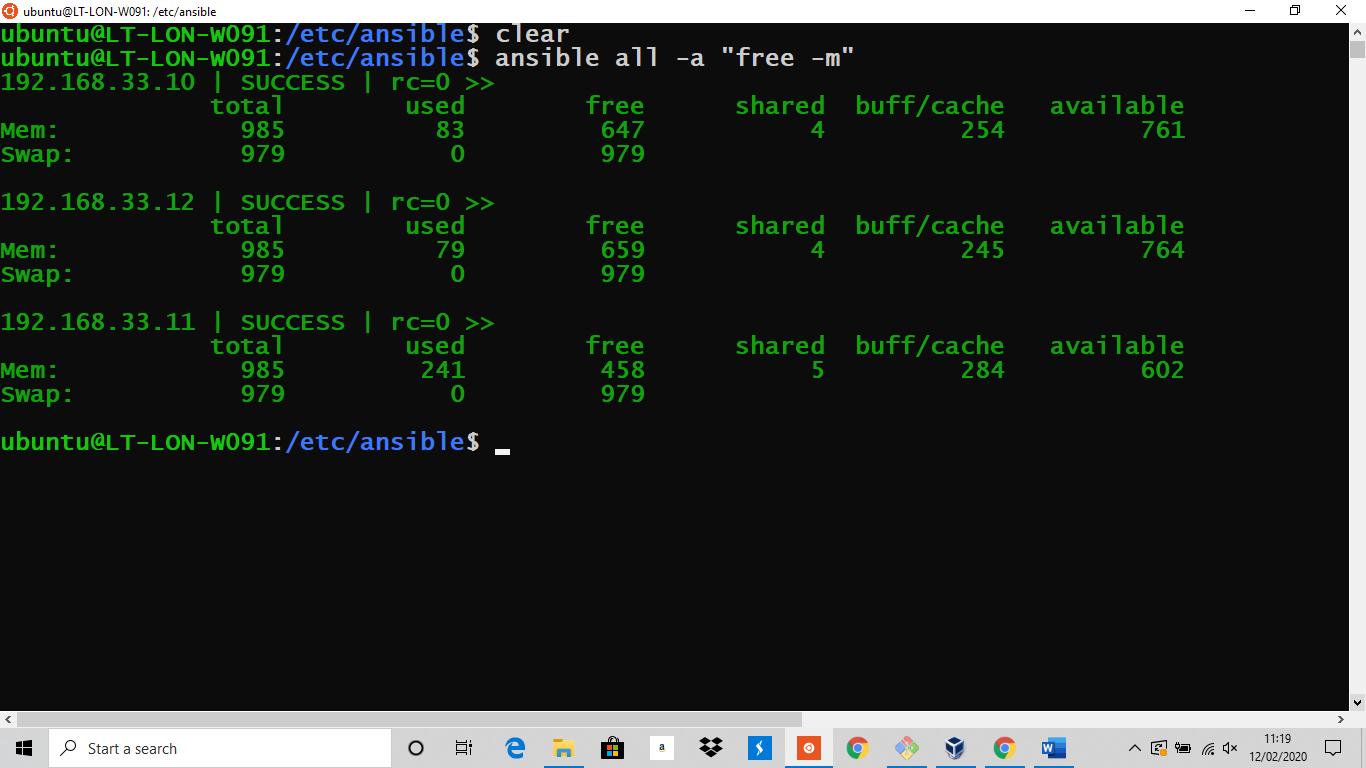 ubuntu@LT-LON-W091: /etc/ansible
ubuntu@LT-LON-W091:/etc/ansible$ clear
ubuntu@LT-LON-W091:/etc/ansible$ ansible all -a "free -m"
192.168.33.10 | SUCCESS | rc=0 >>
              total        used        free      shared  buff/cache   available
Mem:            985          83         647           4         254         761
Swap:           979           0         979
192.168.33.12 | SUCCESS | rc=0 >>
              total        used        free      shared  buff/cache   available
Mem:            985          79         659           4         245         764
Swap:           979           0         979
192.168.33.11 | SUCCESS | rc=0 >>
              total        used        free      shared  buff/cache   available
Mem:            985         241         458           5         284         602
Swap:           979           0         979
ubuntu@LT-LON-W091:/etc/ansible$ _
Start a search
a
W
11:19
12/02/2020